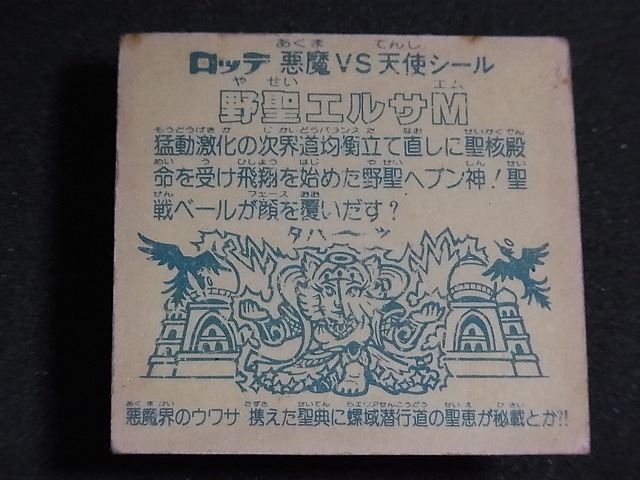 ロッテ 悪魔VS天使シール
野聖エルサM
猛動激化の次界道均衡立て直しに聖核殿
命を受け飛翔を始めた野聖ヘブン神!聖
戦ベールが顔を覆いだす?
タハーッ
悪魔界のウワサ 携えた聖典に螺域潜行道の聖恵が秘載とか?!